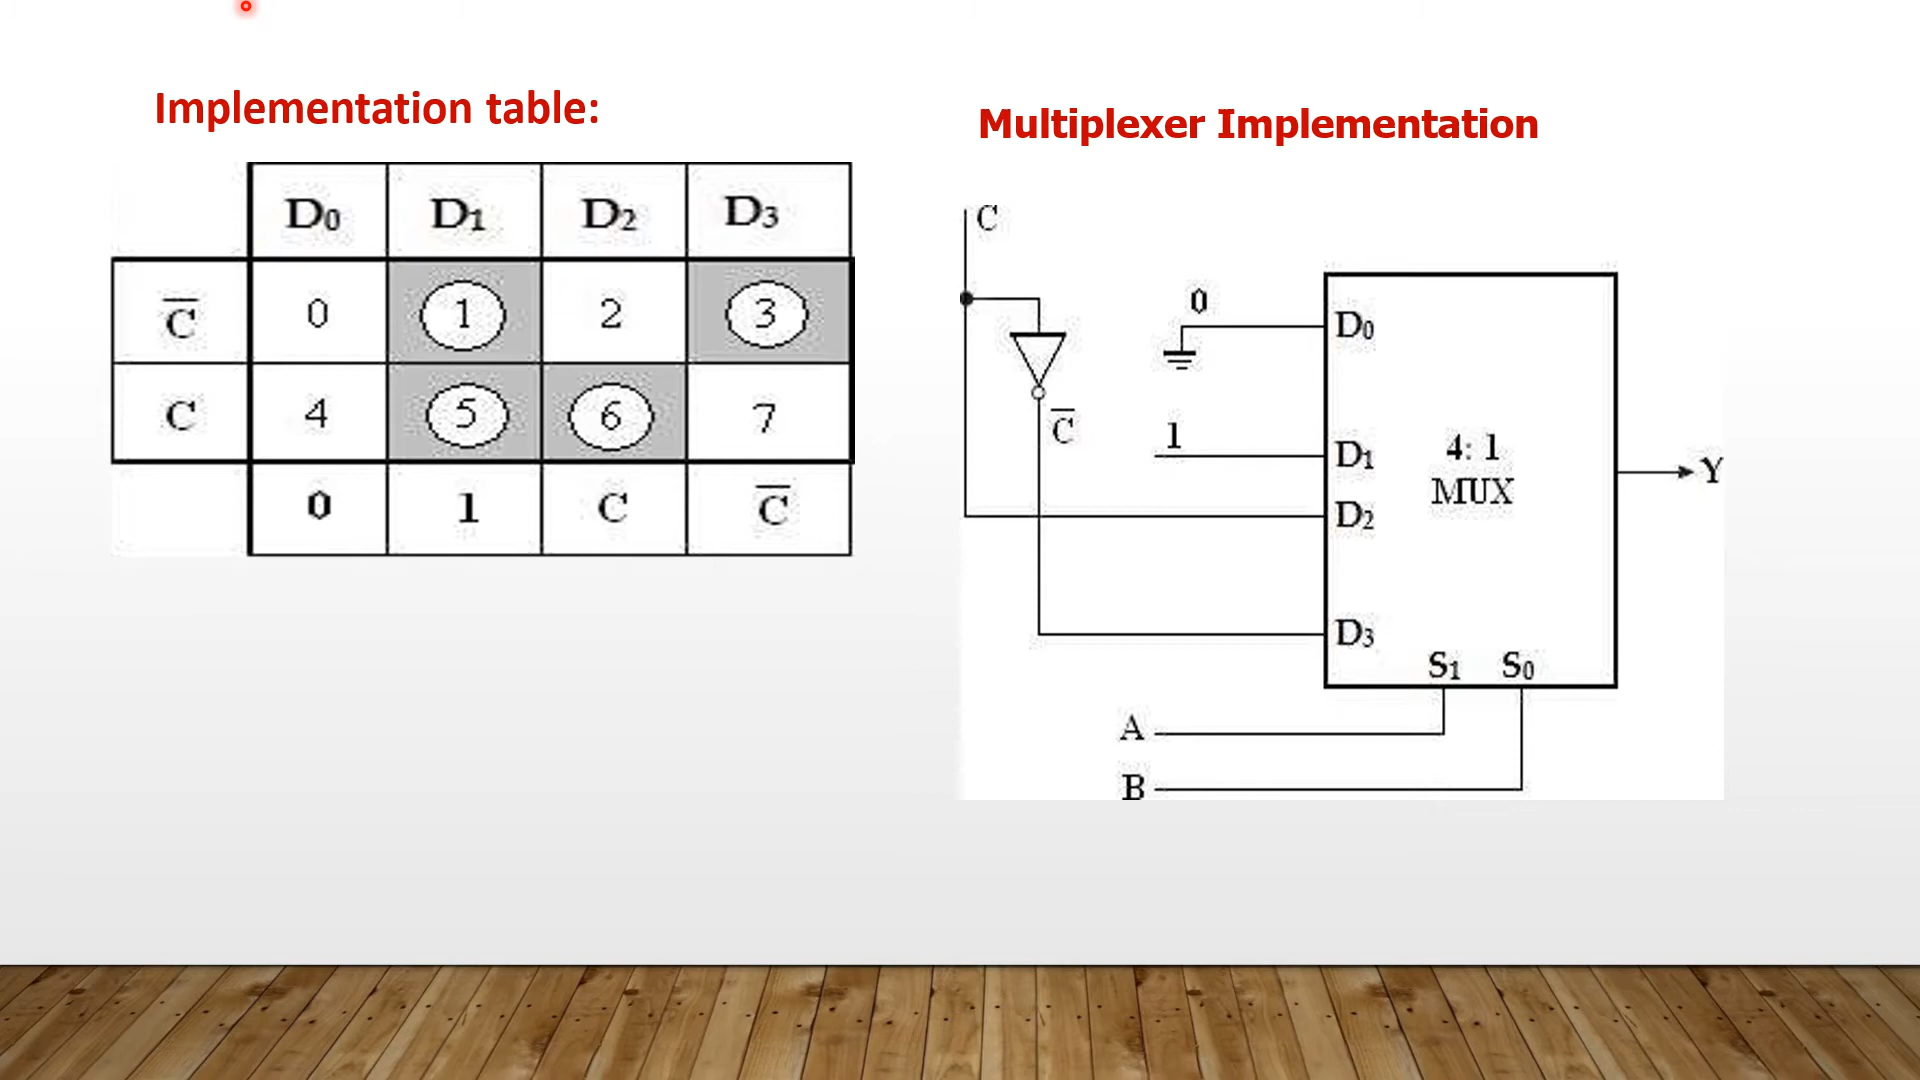 Implementation table:
D₀ D₁ D₂ D₃
C̅ 0 1 2 3
C 4 5 6 7
0 1 C C̅
Multiplexer Implementation
C
0
D₀
C̅
1
D₁
4: 1
MUX
Y
D₂
D₃
S₁ S₀
A
B